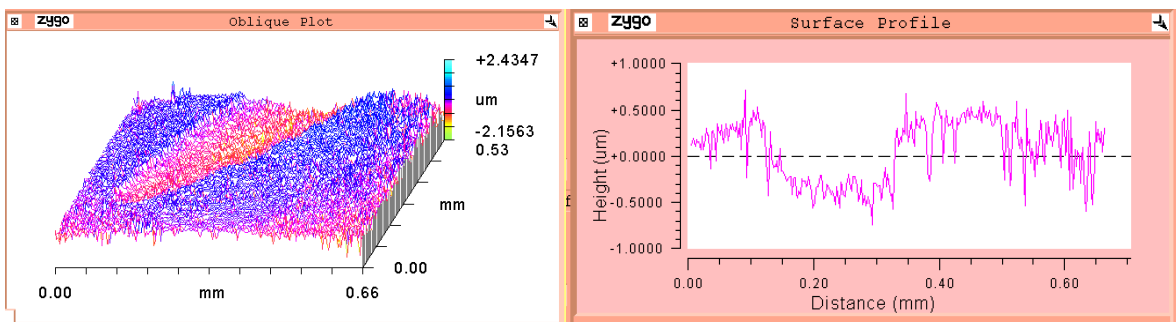 zygo
Oblique Plot
+2.4347
um
-2.1563
0.53
mm
0.00
0.00
mm
0.66
zygo
Surface Profile
+1.0000
+0.5000
+0.0000
-0.5000
-1.0000
Height (um)
0.00
0.20
0.40
0.60
Distance (mm)